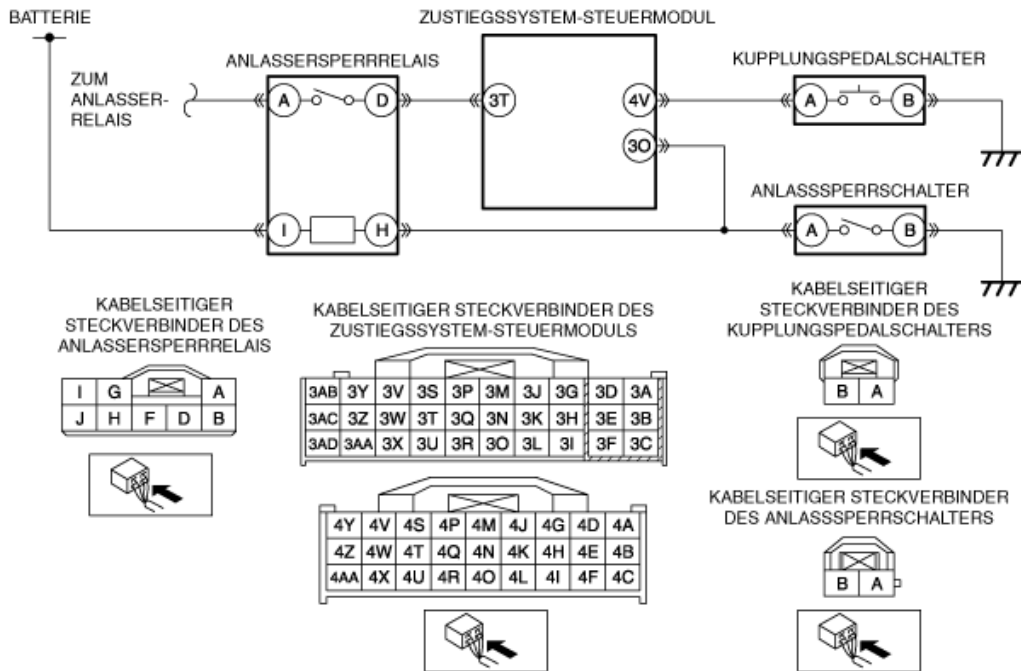 BATTERIE
ZUSTIEGSSYSTEM-STEUERMODUL
ZUM
ANLASSER-
RELAIS
ANLASSERSPERRRELAIS
KUPPLUNGSPEDALSCHALTER
A D 3T 4V A B
3O
ANLASSSPERRSCHALTER
I H A B
KABELSEITIGER
STECKVERBINDER DES
ANLASSERSPERRRELAIS
I G A
J H F D B
KABELSEITIGER STECKVERBINDER DES
ZUSTIEGSSYSTEM-STEUERMODULS
3AB 3Y 3V 3S 3P 3M 3J 3G 3D 3A
3AC 3Z 3W 3T 3Q 3N 3K 3H 3E 3B
3AD 3AA 3X 3U 3R 3O 3L 3I 3F 3C
4Y 4V 4S 4P 4M 4J 4G 4D 4A
4Z 4W 4T 4Q 4N 4K 4H 4E 4B
4AA 4X 4U 4R 4O 4L 4I 4F 4C
KABELSEITIGER
STECKVERBINDER DES
KUPPLUNGSPEDALSCHALTERS
B A
KABELSEITIGER STECKVERBINDER
DES ANLASSSPERRSCHALTERS
B A